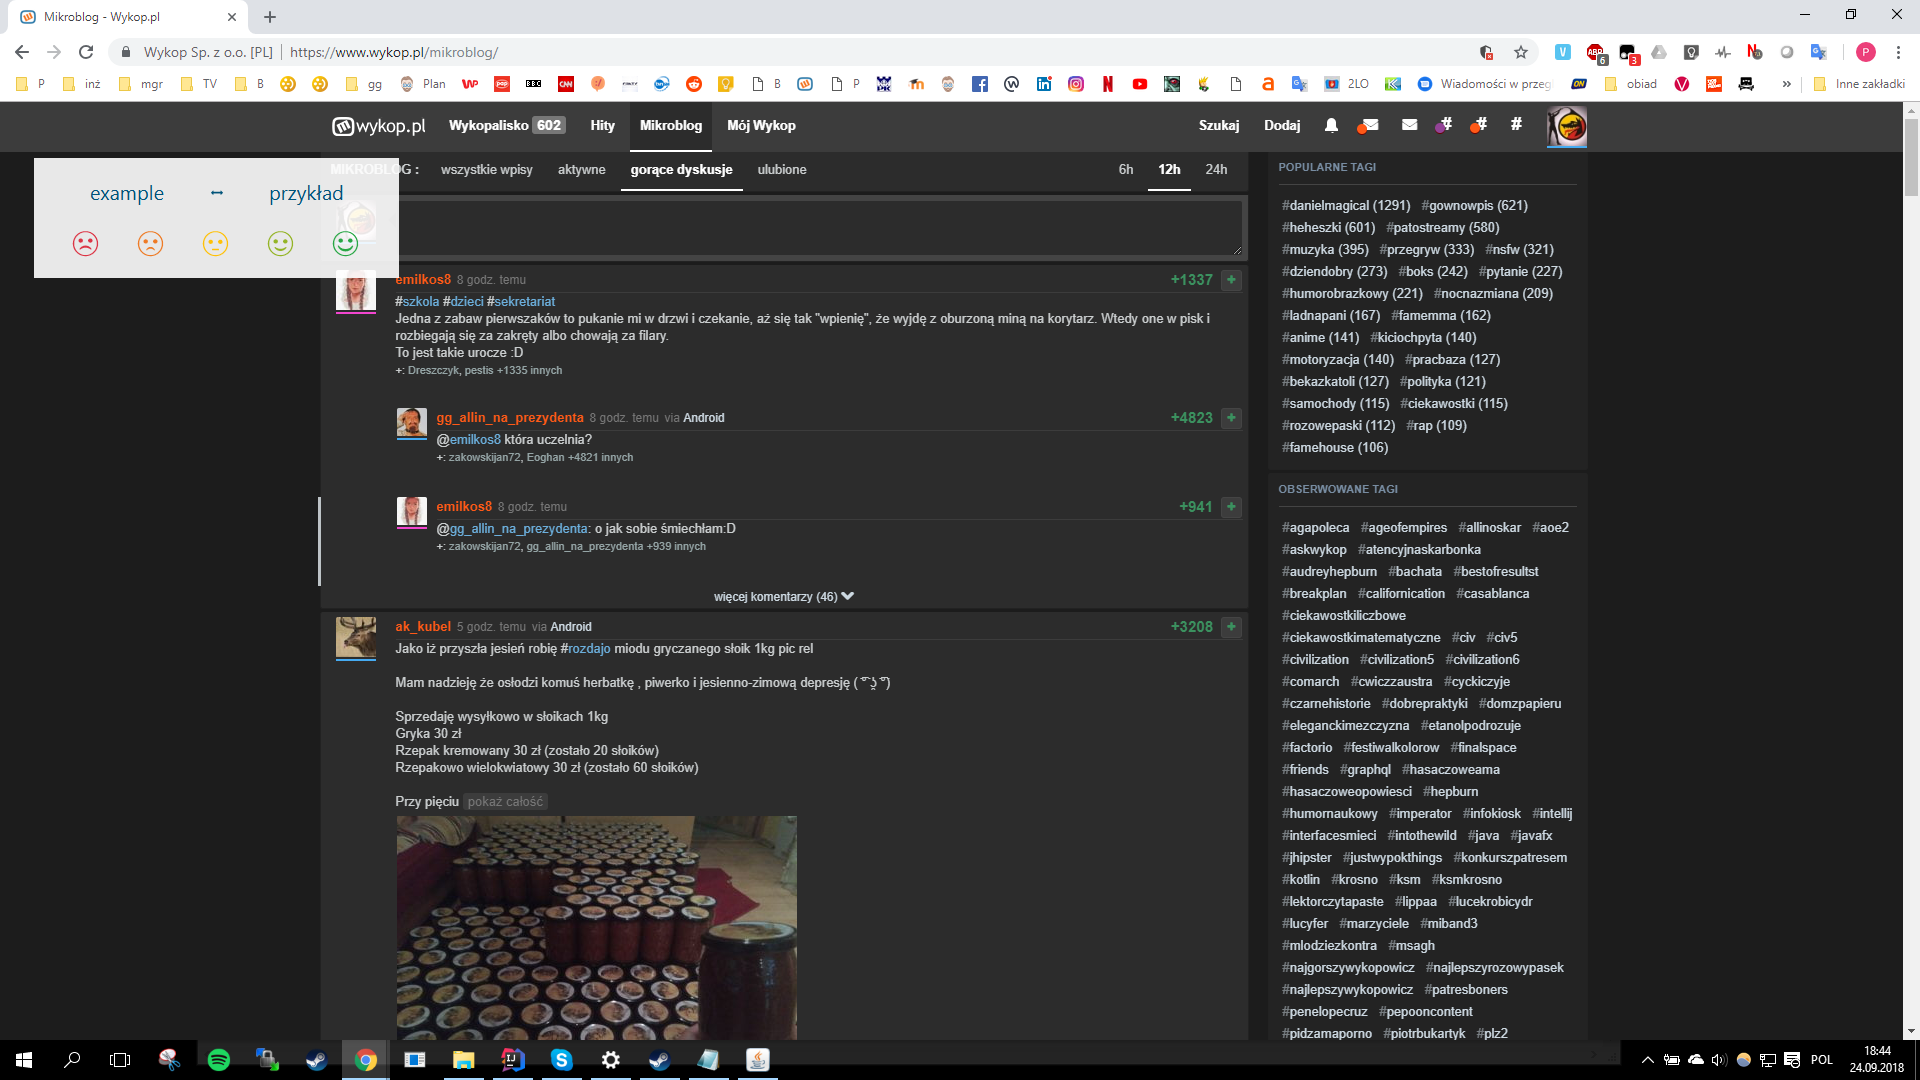 Mikroblog - Wykop.pl
Wykop Sp. z o.o. [PL] | https://www.wykop.pl/mikroblog/
P inż mgr TV B gg Plan B P 2LO Wiadomości w przeg obiad » Inne zakładki
wykop.pl Wykopalisko 602 Hity Mikroblog Mój Wykop Szukaj Dodaj
MIKROBLOG : wszystkie wpisy aktywne gorące dyskusje ulubione 6h 12h 24h
example ↔ przykład
emilkos8 8 godz. temu +1337
#szkola #dzieci #sekretariat
Jedna z zabaw pierwszaków to pukanie mi w drzwi i czekanie, aż się tak "wpienię", że wyjdę z oburzoną miną na korytarz. Wtedy one w pisk i
rozbiegają się za zakręty albo chowają za filary.
To jest takie urocze :D
+: Dreszczyk, pestis +1335 innych
gg_allin_na_prezydenta 8 godz. temu via Android +4823
@emilkos8 która uczelnia?
+: zakowskijan72, Eoghan +4821 innych
emilkos8 8 godz. temu +941
@gg_allin_na_prezydenta: o jak sobie śmiechłam:D
+: zakowskijan72, gg_allin_na_prezydenta +939 innych
więcej komentarzy (46)
ak_kubel 5 godz. temu via Android +3208
Jako iż przyszła jesień robię #rozdajo miodu gryczanego słoik 1kg pic rel
Mam nadzieję że osłodzi komuś herbatkę , piwerko i jesienno-zimową depresję ( ͡° ͜ʖ ͡°)
Sprzedaję wysyłkowo w słoikach 1kg
Gryka 30 zł
Rzepak kremowany 30 zł (zostało 20 słoików)
Rzepakowo wielokwiatowy 30 zł (zostało 60 słoików)
Przy pięciu pokaż całość
POPULARNE TAGI
#danielmagical (1291) #gownowpis (621)
#heheszki (601) #patostreamy (580)
#muzyka (395) #przegryw (333) #nsfw (321)
#dziendobry (273) #boks (242) #pytanie (227)
#humorobrazkowy (221) #nocnazmiana (209)
#ladnapani (167) #famemma (162)
#anime (141) #kiciochpyta (140)
#motoryzacja (140) #pracbaza (127)
#bekazkatoli (127) #polityka (121)
#samochody (115) #ciekawostki (115)
#rozowepaski (112) #rap (109)
#famehouse (106)
OBSERWOWANE TAGI
#agapoleca #ageofempires #allinoskar #aoe2
#askwykop #atencyjnaskarbonka
#audreyhepburn #bachata #bestofresultst
#breakplan #californication #casablanca
#ciekawostkiliczbowe
#ciekawostkimatematyczne #civ #civ5
#civilization #civilization5 #civilization6
#comarch #cwiczzaustra #cyckiczyje
#czarnehistorie #dobrepraktyki #domzpapieru
#eleganckimezczyzna #etanolpodrozuje
#factorio #festiwalkolorow #finalspace
#friends #graphql #hasaczoweama
#hasaczoweopowiesci #hepburn
#humornaukowy #imperator #infokiosk #intellij
#interfacesmieci #intothewild #java #javafx
#jhipster #justwypokthings #konkurszpatresem
#kotlin #krosno #ksm #ksmkrosno
#lektorczytapaste #lippaa #lucekrobicydr
#lucyfer #marzyciele #miband3
#mlodziezkontra #msagh
#najgorszywykopowicz #najlepszyrozowypasek
#najlepszywykopowicz #patresboners
#penelopecruz #pepooncontent
#pidzamaporno #piotrbukartyk #plz2
POL
18:44
24.09.2018